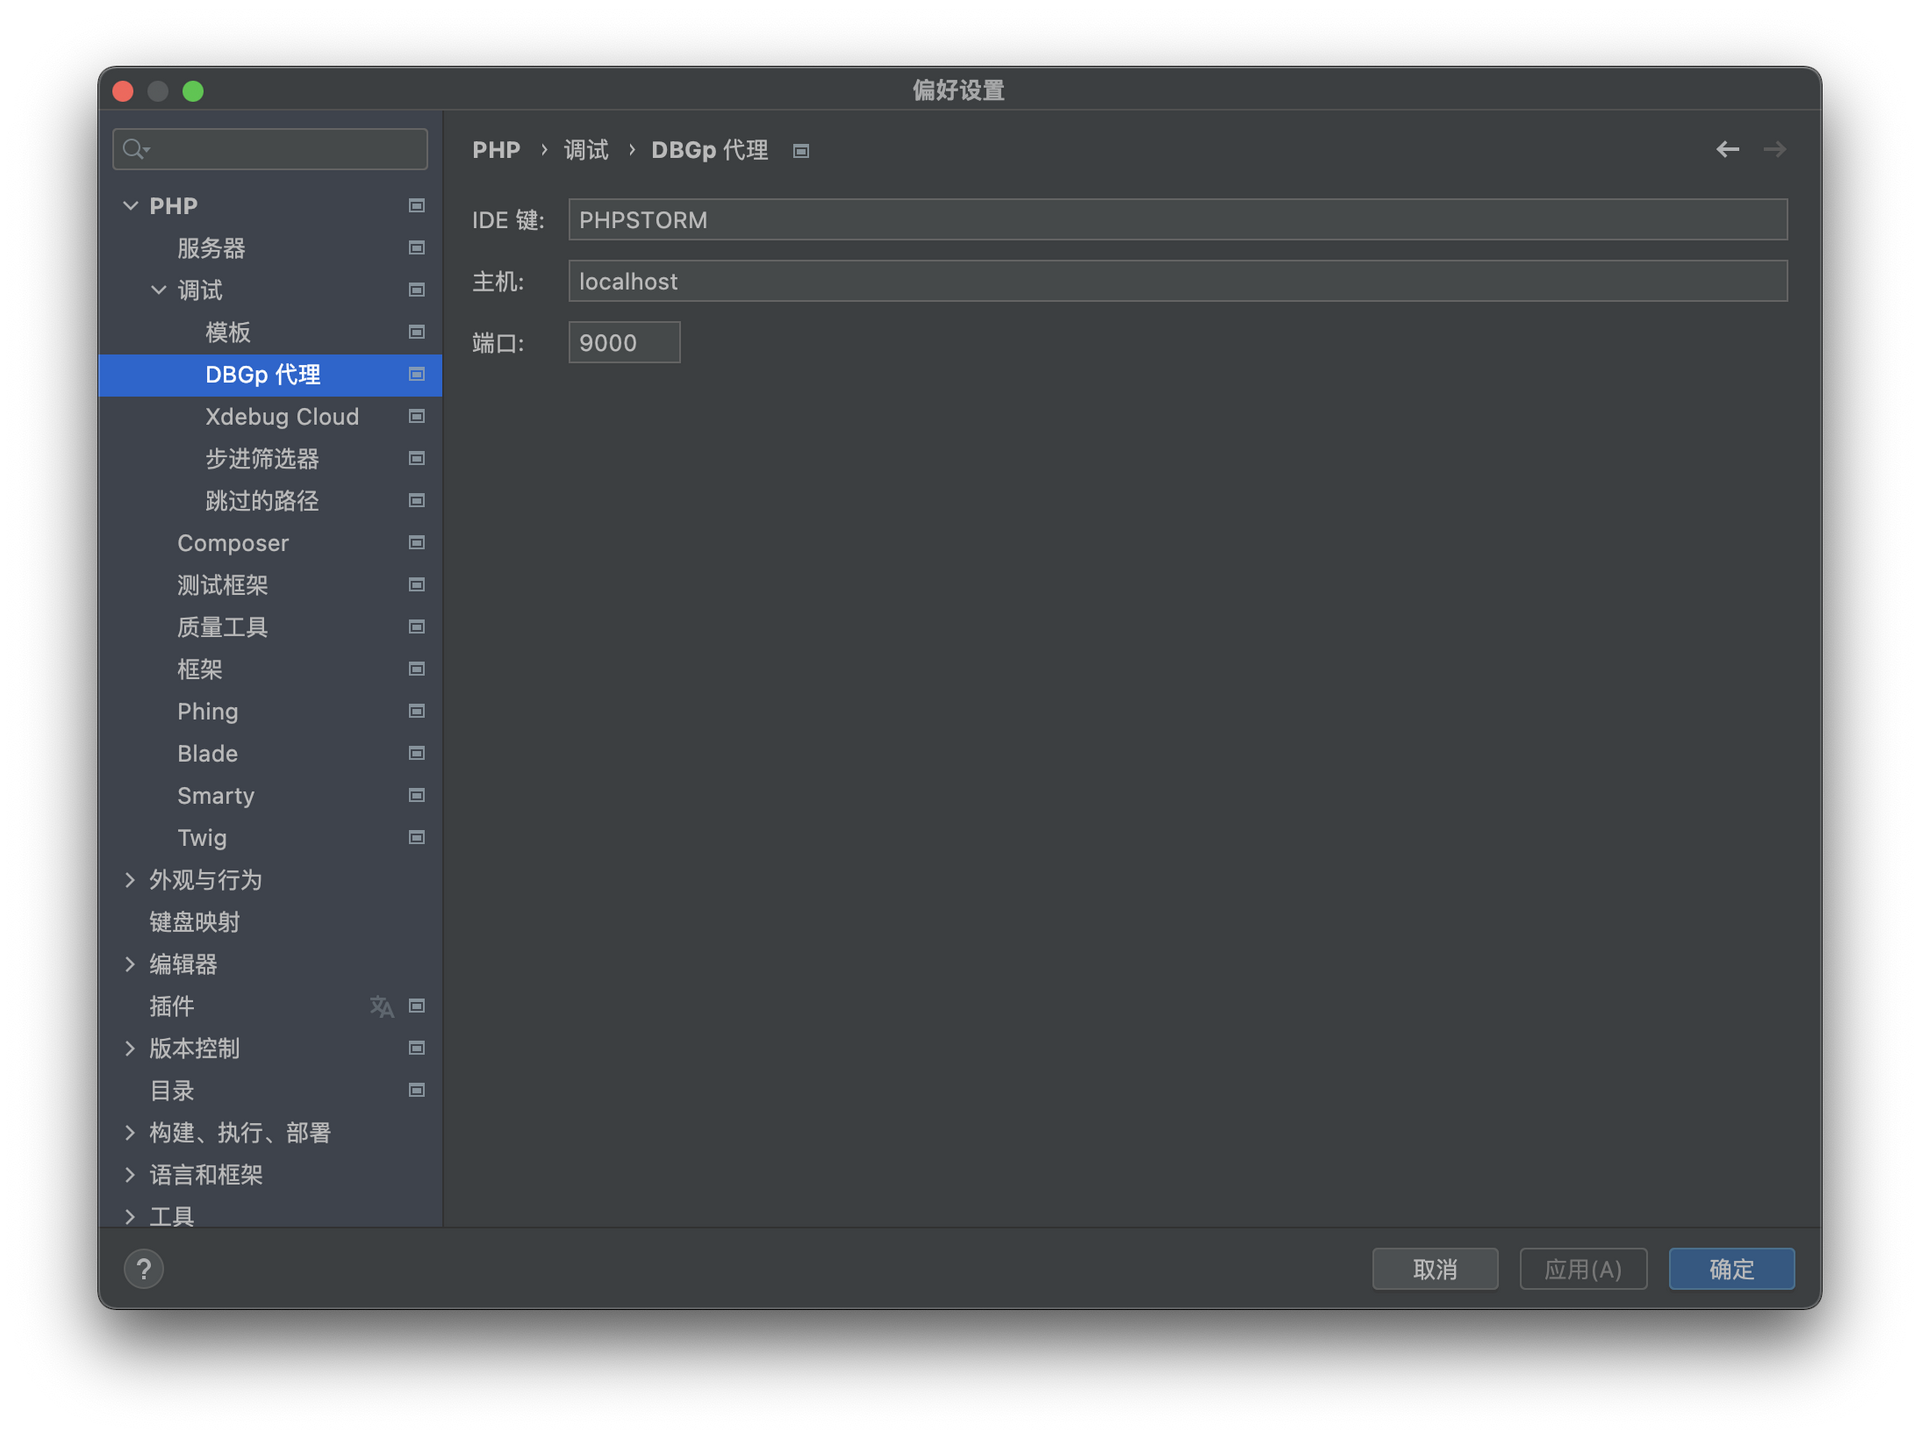 偏好设置
PHP
服务器
调试
模板
DBGp 代理
Xdebug Cloud
步进筛选器
跳过的路径
Composer
测试框架
质量工具
框架
Phing
Blade
Smarty
Twig
外观与行为
键盘映射
编辑器
插件
版本控制
目录
构建、执行、部署
语言和框架
工具
PHP › 调试 › DBGp 代理
IDE 键: PHPSTORM
主机: localhost
端口: 9000
? 取消 应用(A) 确定